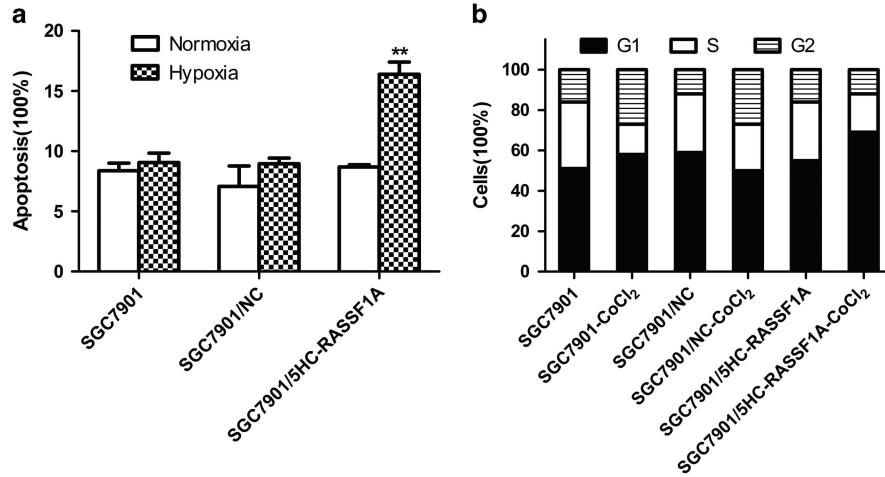 a
Apoptosis(100%)
20
15
10
5
0
Normoxia
Hypoxia
**
SGC7901
SGC7901/NC
SGC7901/5HC-RASSF1A
b
Cells(100%)
G1 S G2
100
80
60
40
20
0
SGC7901
SGC7901-CoCl₂
SGC7901/NC
SGC7901/NC-CoCl₂
SGC7901/5HC-RASSF1A
SGC7901/5HC-RASSF1A-CoCl₂